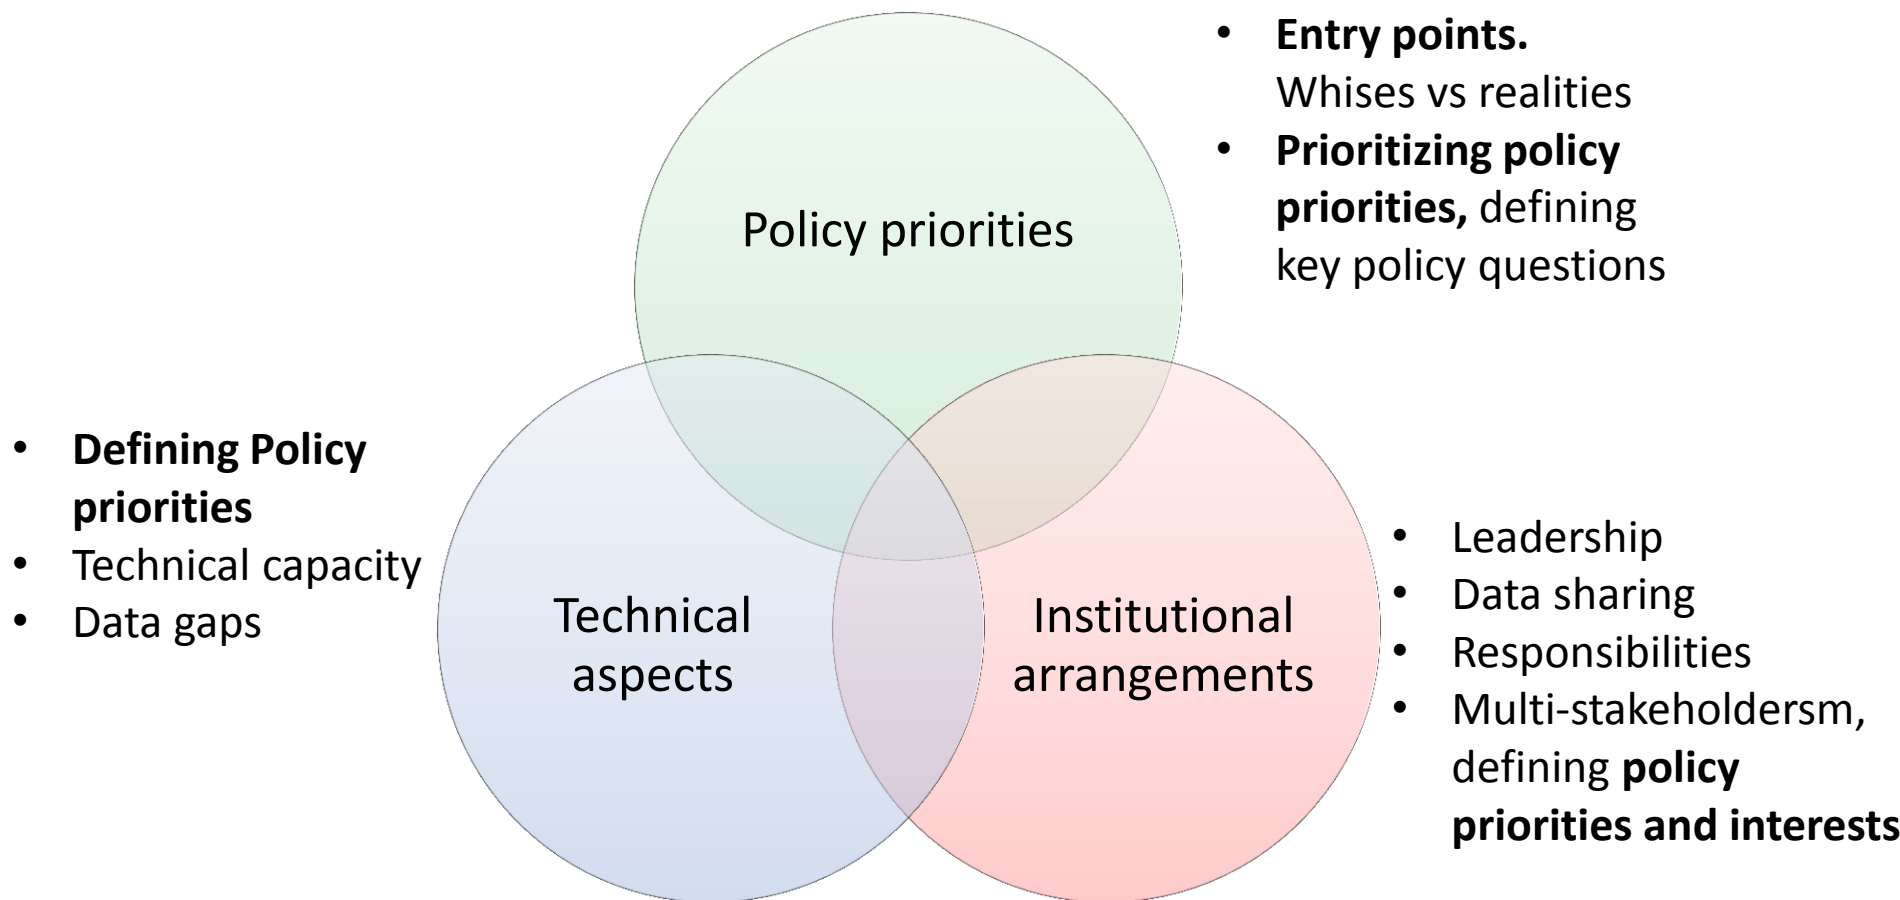 • Entry points.
Whises vs realities
• Prioritizing policy
priorities, defining
key policy questions
Policy priorities
• Defining Policy
priorities
• Technical capacity
• Data gaps
Technical
aspects
Institutional
arrangements
• Leadership
• Data sharing
• Responsibilities
• Multi-stakeholdersm,
defining policy
priorities and interests